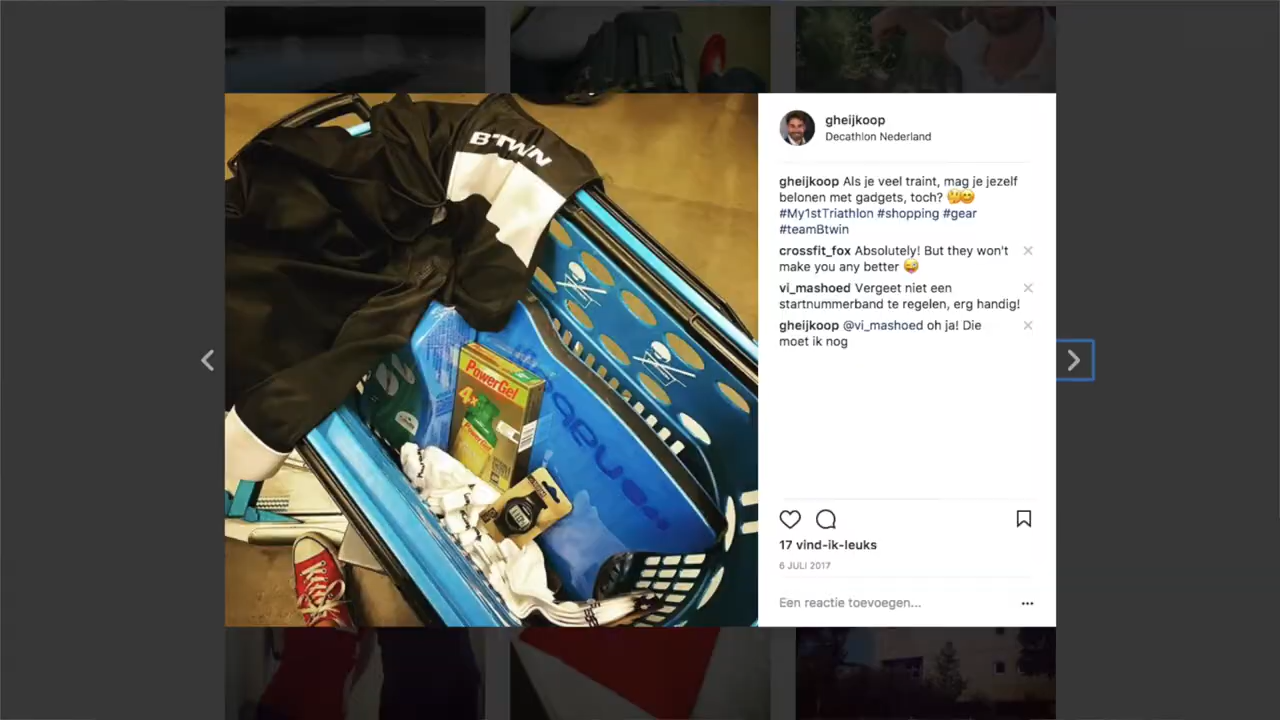 gheijkoop
Decathlon Nederland
gheijkoop Als je veel traint, mag je jezelf
belonen met gadgets, toch? 🤔😊
#My1stTriathlon #shopping #gear
#teamBtwin
crossfit_fox Absolutely! But they won't
make you any better 😜
vi_mashoed Vergeet niet een
startnummerband te regelen, erg handig!
gheijkoop @vi_mashoed oh ja! Die
moet ik nog
17 vind-ik-leuks
6 JULI 2017
Een reactie toevoegen...
BTWN
PowerGel
4x
PowerGel